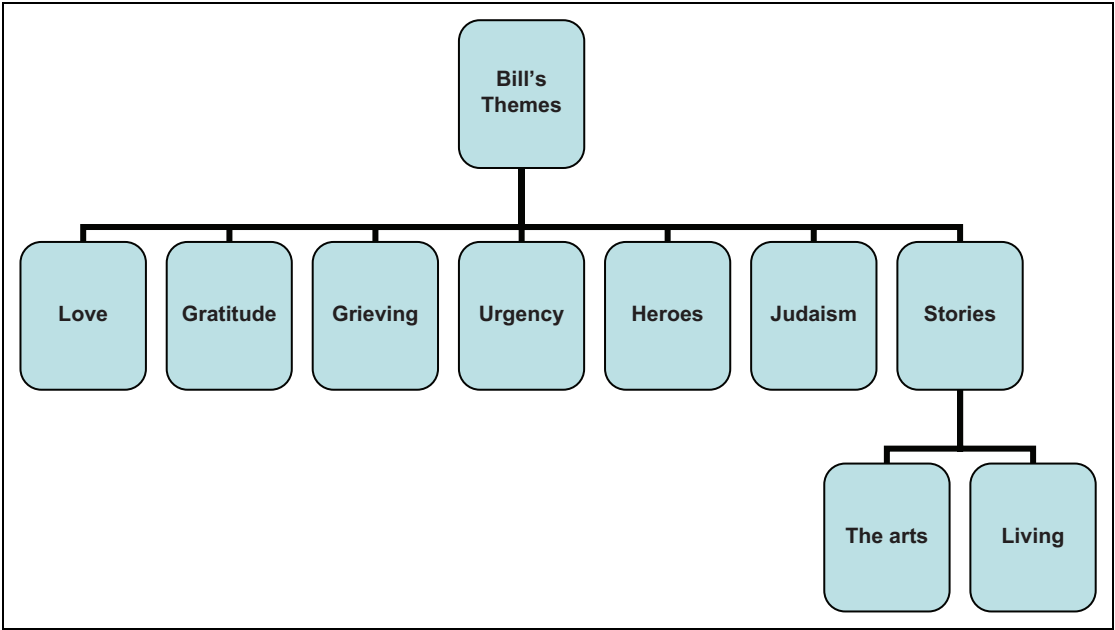 Bill’s
Themes
Love
Gratitude
Grieving
Urgency
Heroes
Judaism
Stories
The arts
Living